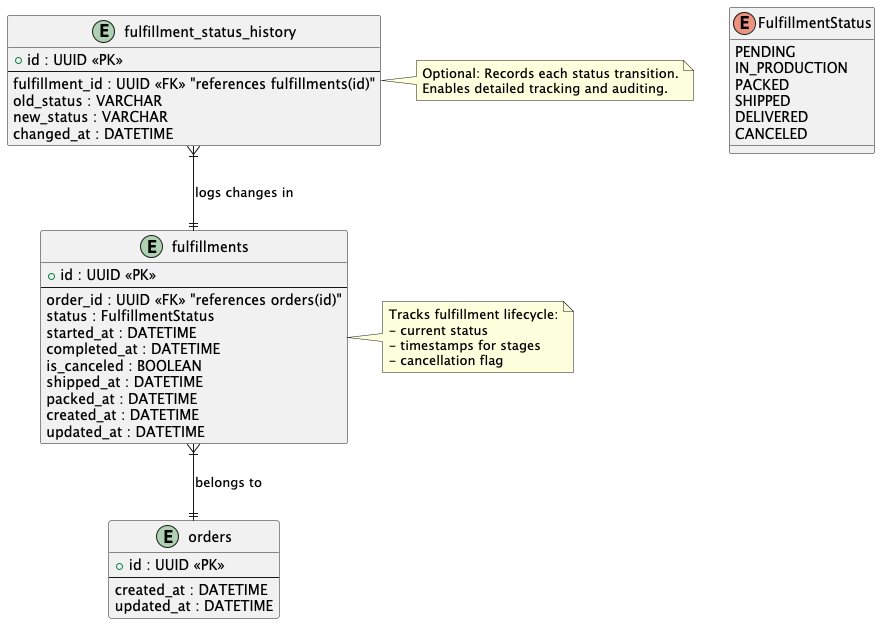 E fulfillment_status_history
id : UUID «PK»
fulfillment_id : UUID «FK» "references fulfillments(id)"
old_status : VARCHAR
new_status : VARCHAR
changed_at : DATETIME
Optional: Records each status transition.
Enables detailed tracking and auditing.
E FulfillmentStatus
PENDING
IN_PRODUCTION
PACKED
SHIPPED
DELIVERED
CANCELED
logs changes in
E fulfillments
id : UUID «PK»
order_id : UUID «FK» "references orders(id)"
status : FulfillmentStatus
started_at : DATETIME
completed_at : DATETIME
is_canceled : BOOLEAN
shipped_at : DATETIME
packed_at : DATETIME
created_at : DATETIME
updated_at : DATETIME
Tracks fulfillment lifecycle:
- current status
- timestamps for stages
- cancellation flag
belongs to
E orders
id : UUID «PK»
created_at : DATETIME
updated_at : DATETIME